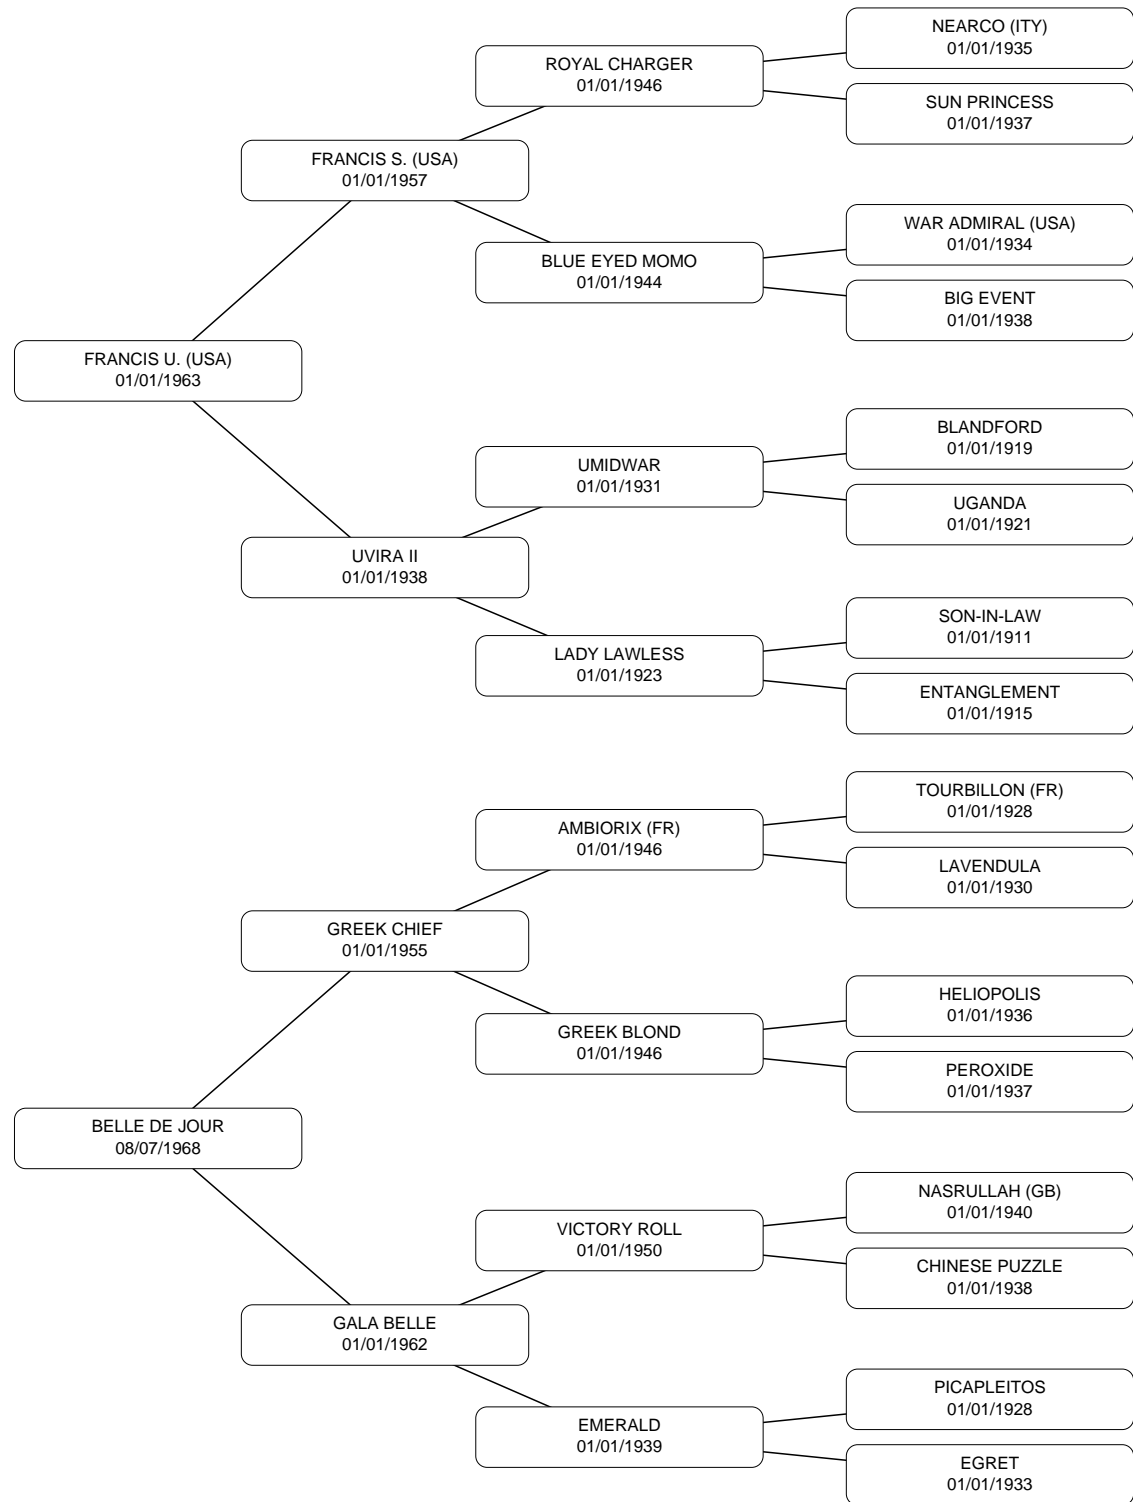 NEARCO (ITY)
01/01/1935
ROYAL CHARGER
01/01/1946
SUN PRINCESS
01/01/1937
FRANCIS S. (USA)
01/01/1957
WAR ADMIRAL (USA)
01/01/1934
BLUE EYED MOMO
01/01/1944
BIG EVENT
01/01/1938
FRANCIS U. (USA)
01/01/1963
BLANDFORD
01/01/1919
UMIDWAR
01/01/1931
UGANDA
01/01/1921
UVIRA II
01/01/1938
SON-IN-LAW
01/01/1911
LADY LAWLESS
01/01/1923
ENTANGLEMENT
01/01/1915
TOURBILLON (FR)
01/01/1928
AMBIORIX (FR)
01/01/1946
LAVENDULA
01/01/1930
GREEK CHIEF
01/01/1955
HELIOPOLIS
01/01/1936
GREEK BLOND
01/01/1946
PEROXIDE
01/01/1937
BELLE DE JOUR
08/07/1968
NASRULLAH (GB)
01/01/1940
VICTORY ROLL
01/01/1950
CHINESE PUZZLE
01/01/1938
GALA BELLE
01/01/1962
PICAPLEITOS
01/01/1928
EMERALD
01/01/1939
EGRET
01/01/1933